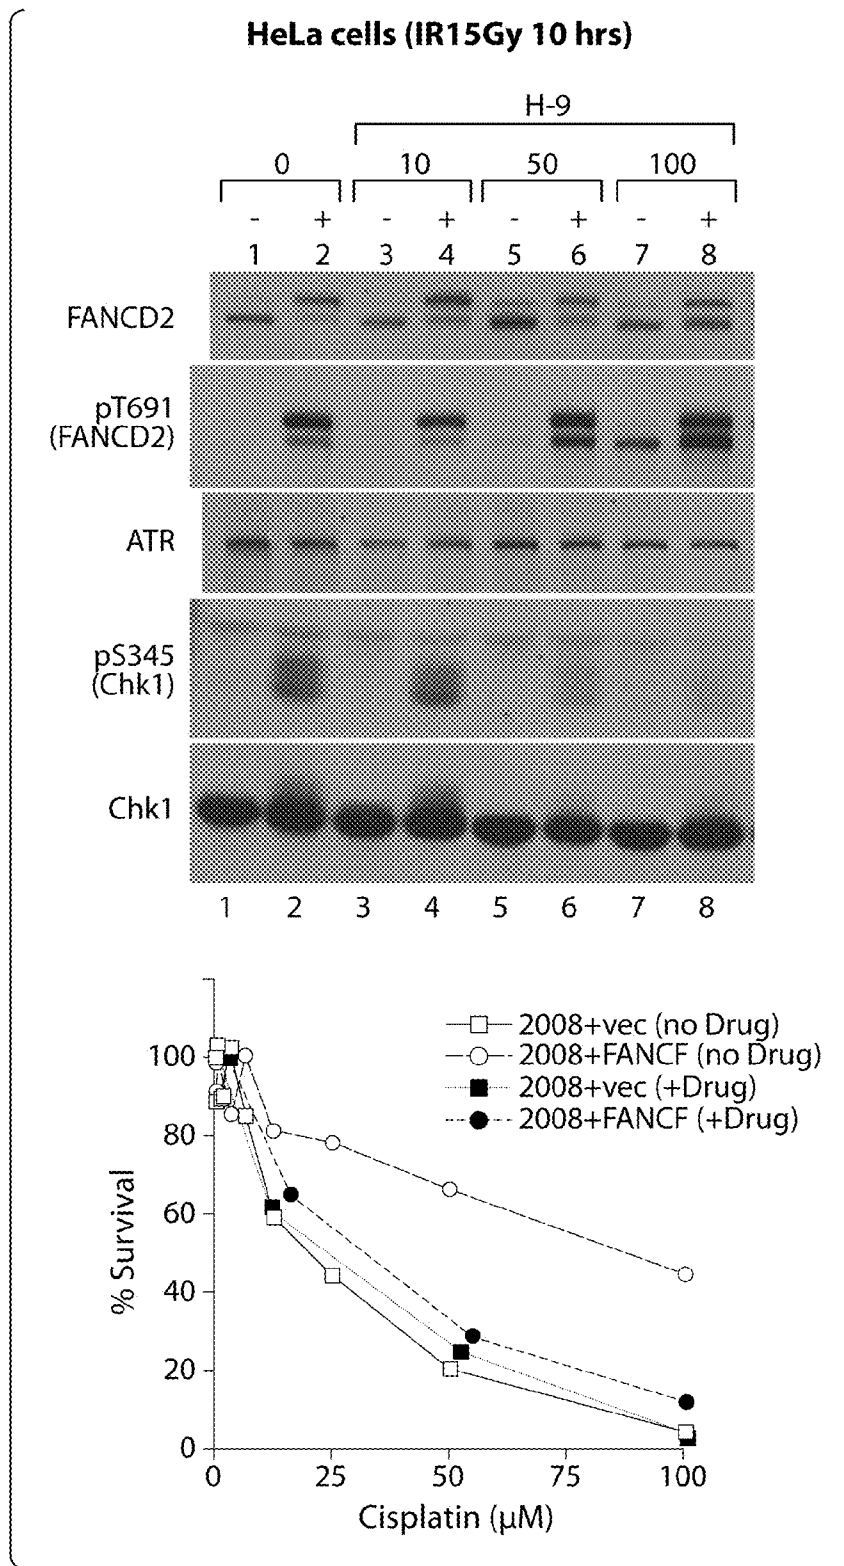 HeLa cells (IR15Gy 10 hrs)
H-9
0 10 50 100
- + - + - + - +
1 2 3 4 5 6 7 8
FANCD2
pT691
(FANCD2)
ATR
pS345
(Chk1)
Chk1
1 2 3 4 5 6 7 8
2008+vec (no Drug)
2008+FANCF (no Drug)
2008+vec (+Drug)
2008+FANCF (+Drug)
% Survival
100
80
60
40
20
0
0 25 50 75 100
Cisplatin (µM)